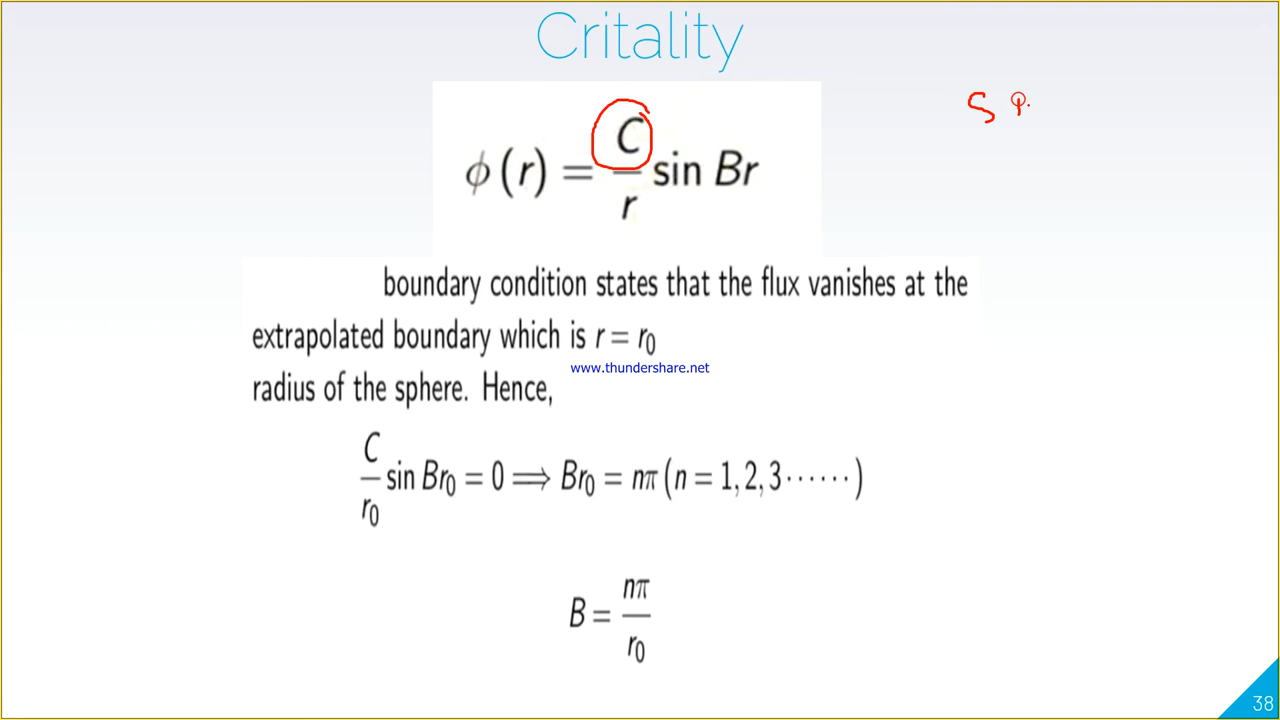 Critality
ϕ(r) = C/r sin Br
boundary condition states that the flux vanishes at the
extrapolated boundary which is r = r₀
www.thundershare.net
radius of the sphere. Hence,
C/r₀ sin Br₀ = 0 ⟹ Br₀ = nπ (n = 1, 2, 3 ⋯⋯)
B = nπ/r₀
38